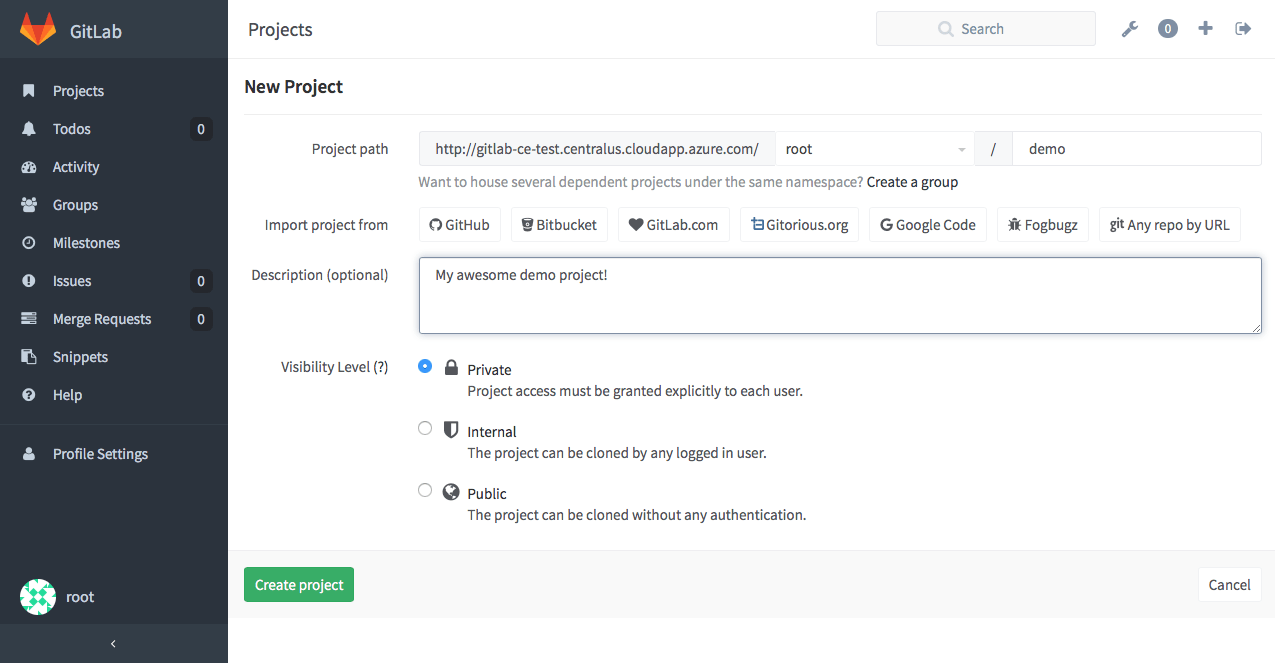 GitLab
Projects
Search
0
Projects
Todos 0
Activity
Groups
Milestones
Issues 0
Merge Requests 0
Snippets
Help
Profile Settings
root
New Project
Project path http://gitlab-ce-test.centralus.cloudapp.azure.com/ root / demo
Want to house several dependent projects under the same namespace? Create a group
Import project from GitHub Bitbucket GitLab.com Gitorious.org Google Code Fogbugz git Any repo by URL
Description (optional) My awesome demo project!
Visibility Level (?) Private
Project access must be granted explicitly to each user.
Internal
The project can be cloned by any logged in user.
Public
The project can be cloned without any authentication.
Create project Cancel